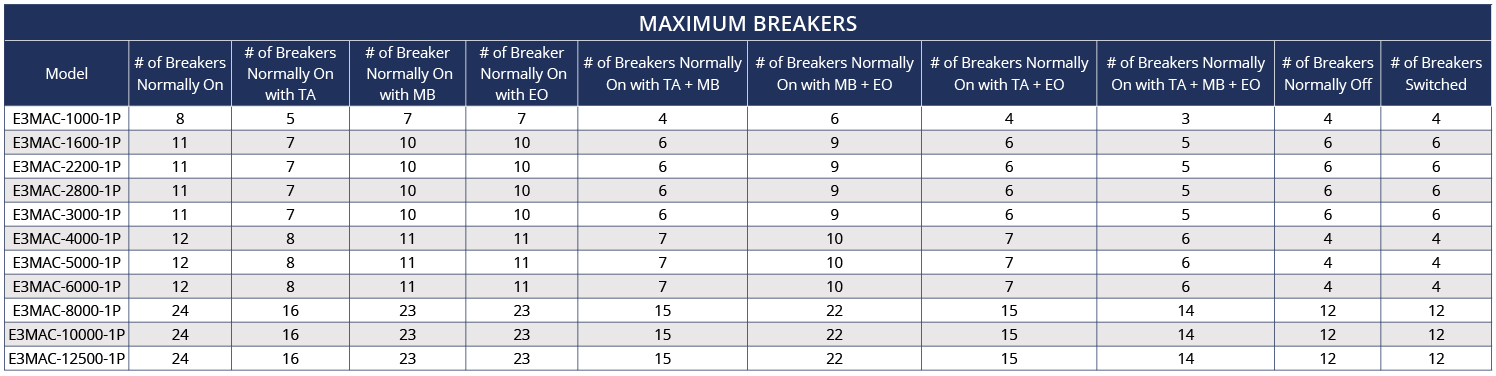 MAXIMUM BREAKERS
Model # of Breakers Normally On # of Breakers Normally On with TA # of Breaker Normally On with MB # of Breaker Normally On with EO # of Breakers Normally On with TA + MB # of Breakers Normally On with MB + EO # of Breakers Normally On with TA + EO # of Breakers Normally On with TA + MB + EO # of Breakers Normally Off # of Breakers Switched
E3MAC-1000-1P 8 5 7 7 4 6 4 3 4 4
E3MAC-1600-1P 11 7 10 10 6 9 6 5 6 6
E3MAC-2200-1P 11 7 10 10 6 9 6 5 6 6
E3MAC-2800-1P 11 7 10 10 6 9 6 5 6 6
E3MAC-3000-1P 11 7 10 10 6 9 6 5 6 6
E3MAC-4000-1P 12 8 11 11 7 10 7 6 4 4
E3MAC-5000-1P 12 8 11 11 7 10 7 6 4 4
E3MAC-6000-1P 12 8 11 11 7 10 7 6 4 4
E3MAC-8000-1P 24 16 23 23 15 22 15 14 12 12
E3MAC-10000-1P 24 16 23 23 15 22 15 14 12 12
E3MAC-12500-1P 24 16 23 23 15 22 15 14 12 12